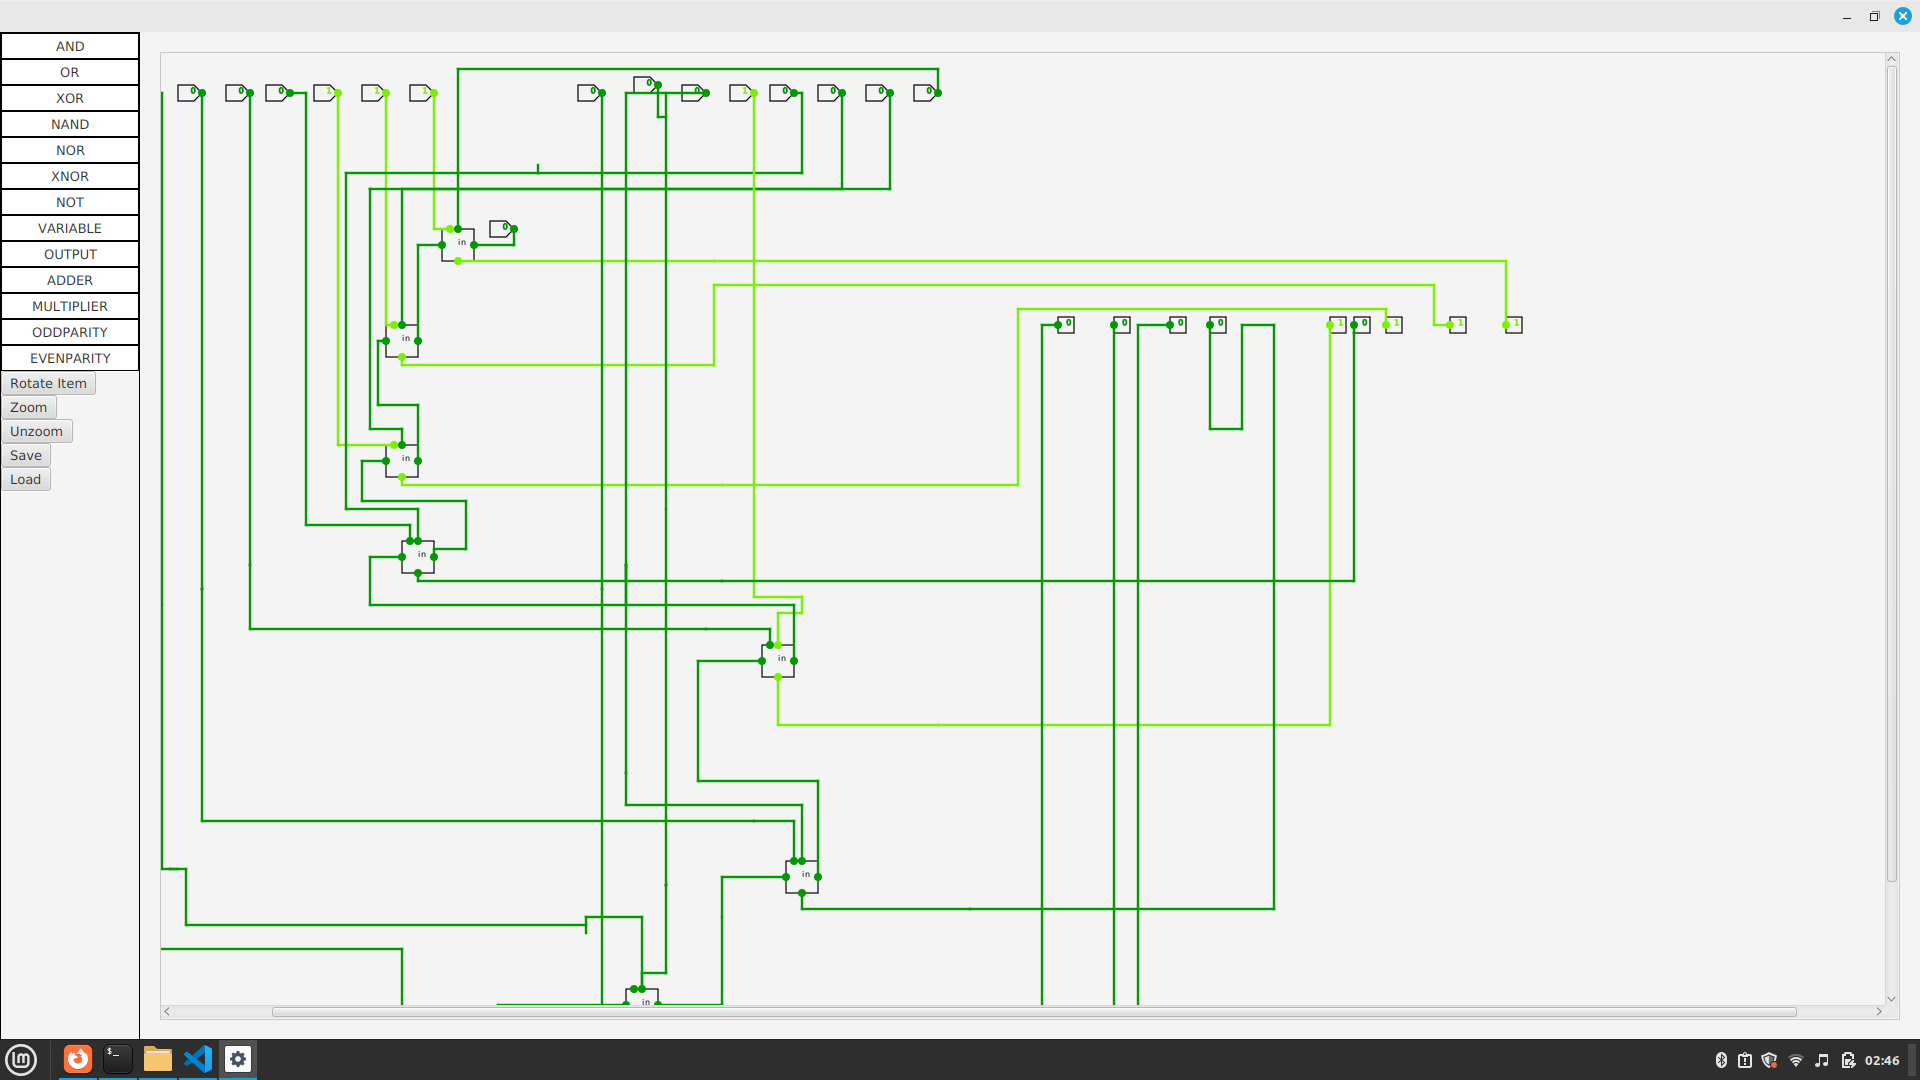 AND
OR
XOR
NAND
NOR
XNOR
NOT
VARIABLE
OUTPUT
ADDER
MULTIPLIER
ODDPARITY
EVENPARITY
Rotate Item
Zoom
Unzoom
Save
Load
0 0 0 1 1 1 0 0 0 1 0 0 0 0
0
in
0 0 0 0 1 0 1 1 1
in
in
in
in
in
in
$_
02:46